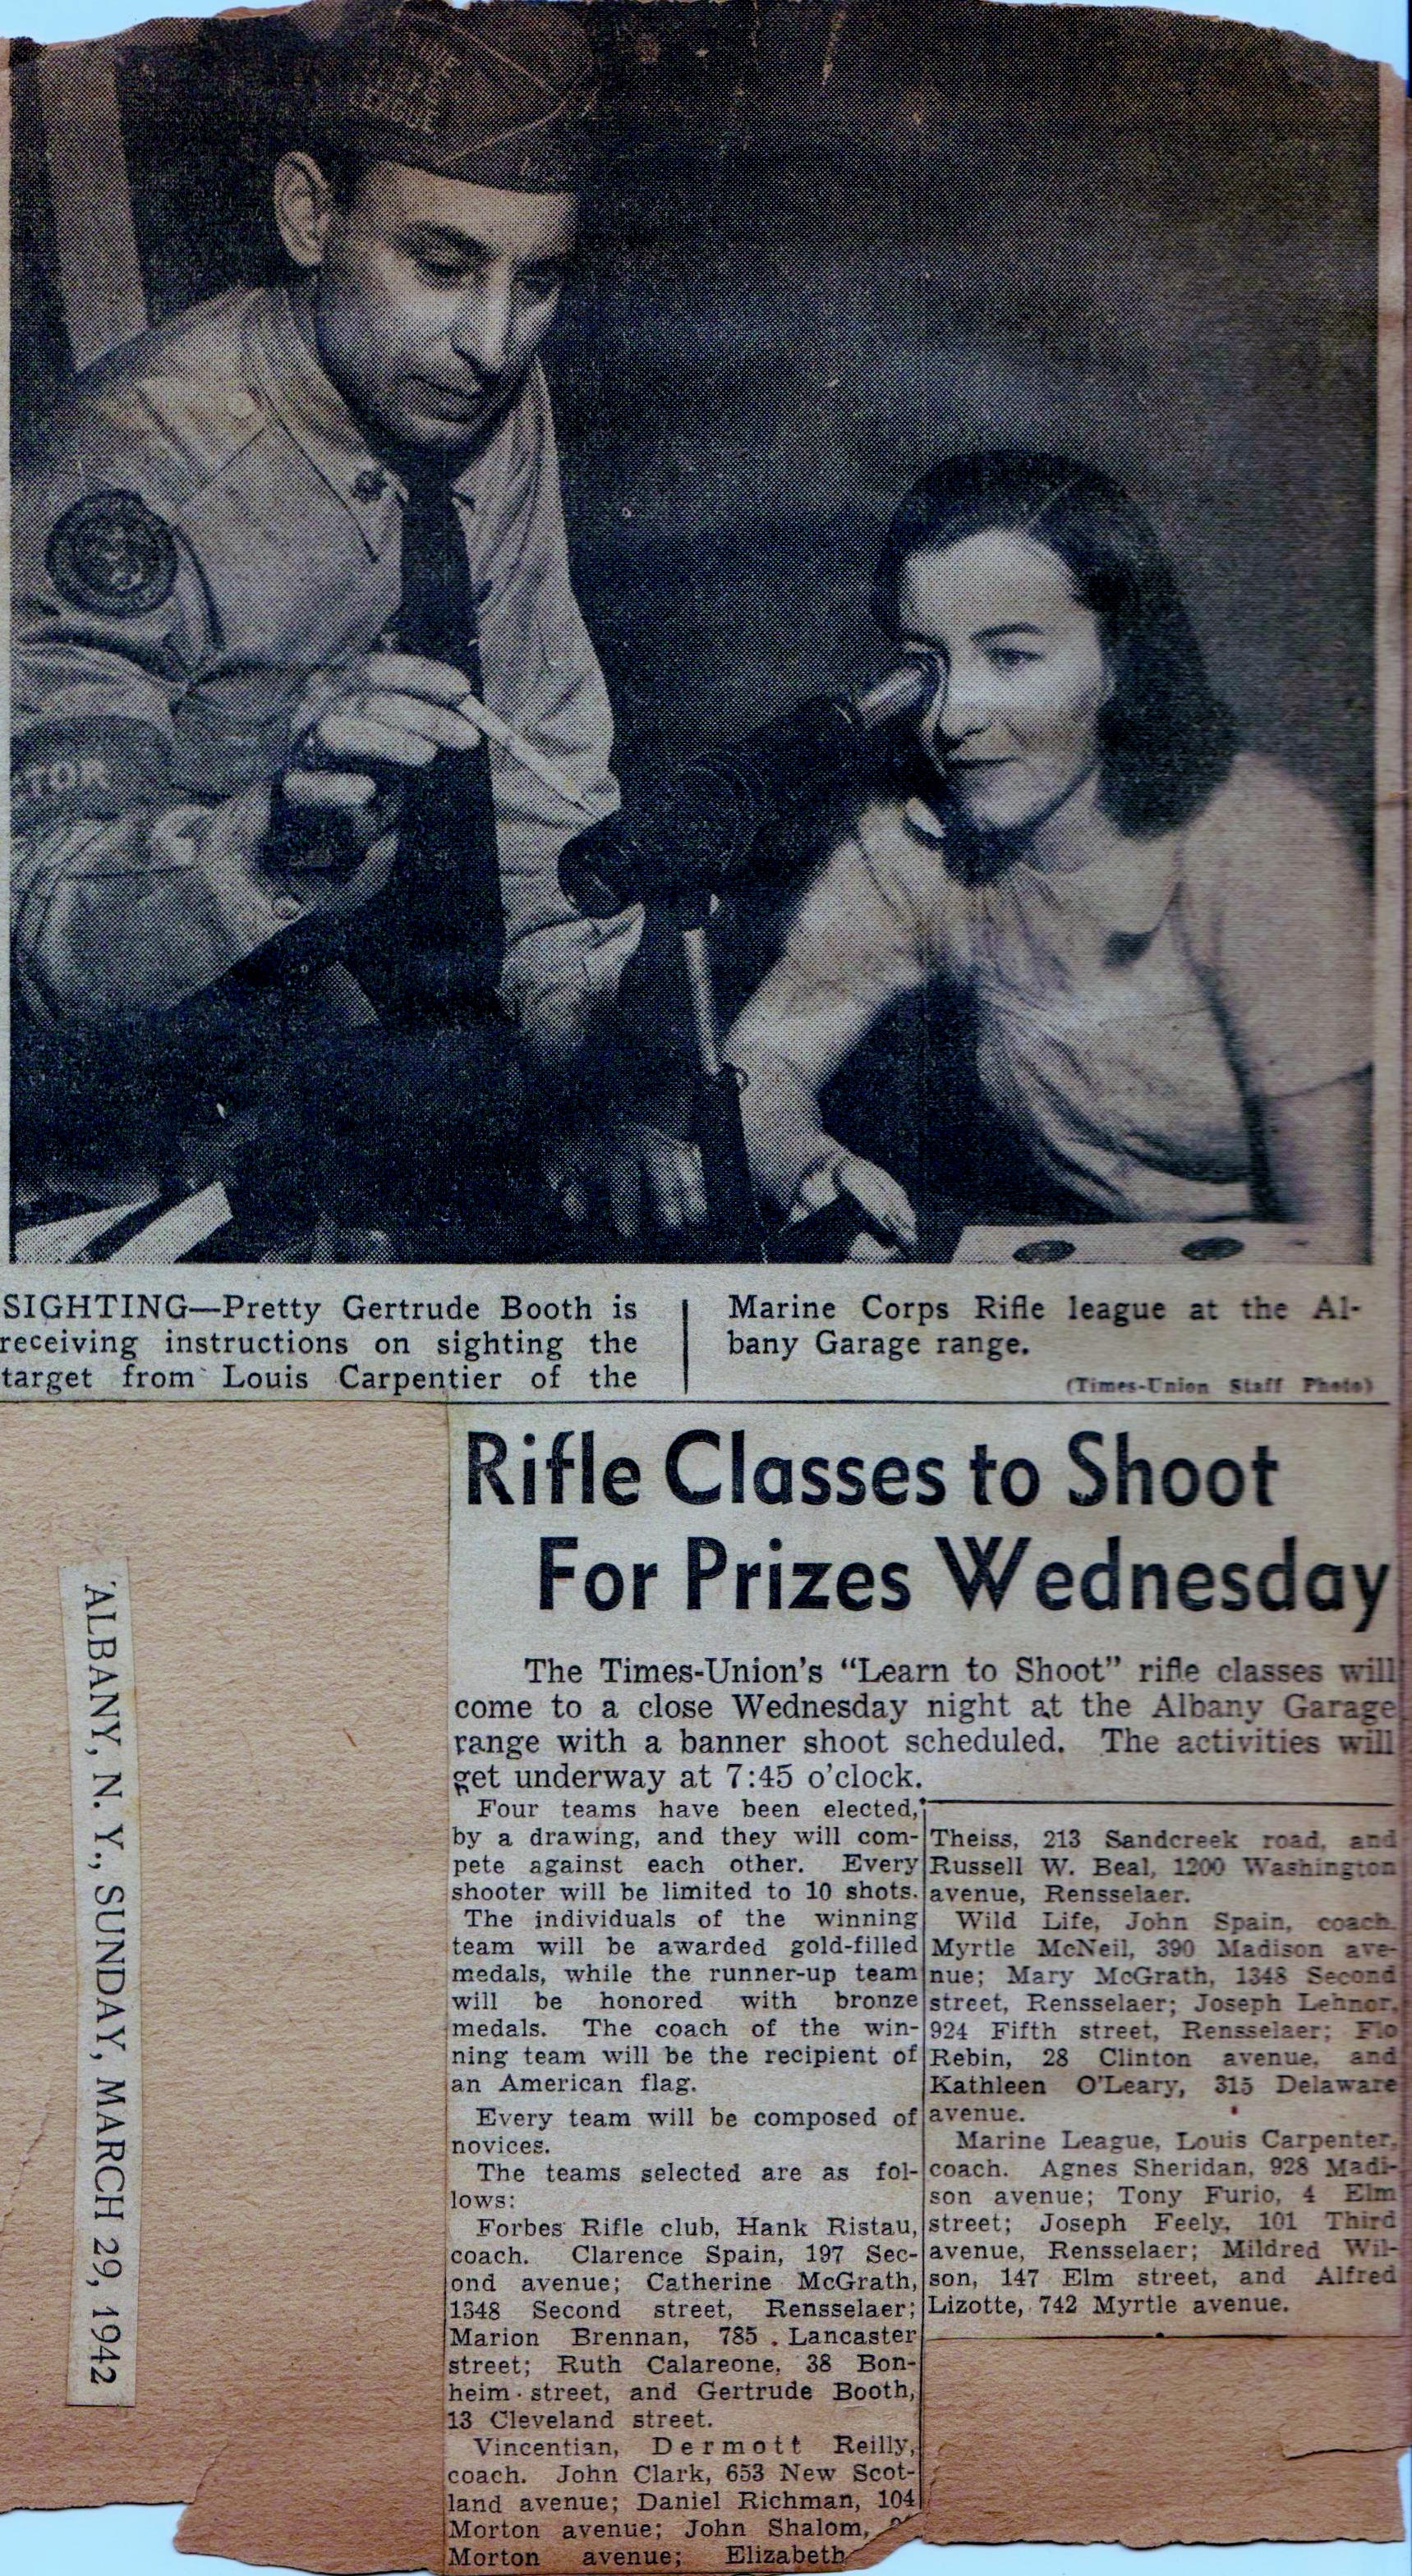 RINE
LEAGUE
TOR
SIGHTING—Pretty Gertrude Booth is
receiving instructions on sighting the
target from Louis Carpentier of the
Marine Corps Rifle league at the Al-
bany Garage range.
(Times-Union Staff Photo)
Rifle Classes to Shoot
For Prizes Wednesday
The Times-Union's “Learn to Shoot” rifle classes will
come to a close Wednesday night at the Albany Garage
range with a banner shoot scheduled. The activities will
get underway at 7:45 o'clock.
Four teams have been elected,
by a drawing, and they will com-
pete against each other. Every
shooter will be limited to 10 shots.
The individuals of the winning
team will be awarded gold-filled
medals, while the runner-up team
will be honored with bronze
medals. The coach of the win-
ning team will be the recipient of
an American flag.
Every team will be composed of
novices.
The teams selected are as fol-
lows:
Forbes Rifle club, Hank Ristau,
coach. Clarence Spain, 197 Sec-
ond avenue; Catherine McGrath,
1348 Second street, Rensselaer;
Marion Brennan, 785 Lancaster
street; Ruth Calareone, 38 Bon-
heim street, and Gertrude Booth,
13 Cleveland street.
Vincentian, Dermott Reilly,
coach. John Clark, 653 New Scot-
land avenue; Daniel Richman, 104
Morton avenue; John Shalom,
Morton avenue; Elizabeth
Theiss, 213 Sandcreek road, and
Russell W. Beal, 1200 Washington
avenue, Rensselaer.
Wild Life, John Spain, coach.
Myrtle McNeil, 390 Madison ave-
nue; Mary McGrath, 1348 Second
street, Rensselaer; Joseph Lehner,
924 Fifth street, Rensselaer; Flo
Rebin, 28 Clinton avenue, and
Kathleen O'Leary, 315 Delaware
avenue.
Marine League, Louis Carpenter,
coach. Agnes Sheridan, 928 Madi-
son avenue; Tony Furio, 4 Elm
street; Joseph Feely, 101 Third
avenue, Rensselaer; Mildred Wil-
son, 147 Elm street, and Alfred
Lizotte, 742 Myrtle avenue.
ALBANY, N. Y., SUNDAY, MARCH 29, 1942